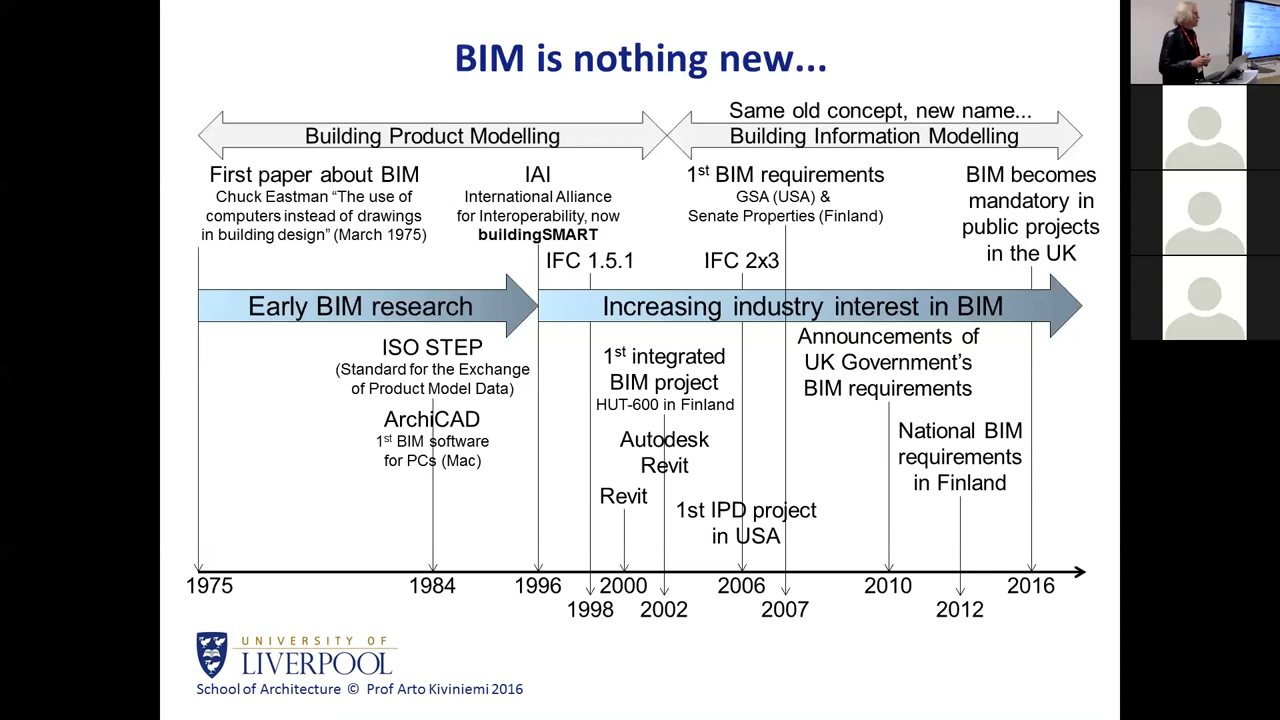 BIM is nothing new...
Same old concept, new name...
Building Product Modelling
Building Information Modelling
First paper about BIM
Chuck Eastman “The use of
computers instead of drawings
in building design” (March 1975)
IAI
International Alliance
for Interoperability, now
buildingSMART
IFC 1.5.1
1st BIM requirements
GSA (USA) &
Senate Properties (Finland)
IFC 2x3
BIM becomes
mandatory in
public projects
in the UK
Early BIM research
Increasing industry interest in BIM
ISO STEP
(Standard for the Exchange
of Product Model Data)
ArchiCAD
1st BIM software
for PCs (Mac)
1st integrated
BIM project
HUT-600 in Finland
Autodesk
Revit
Revit
1st IPD project
in USA
Announcements of
UK Government’s
BIM requirements
National BIM
requirements
in Finland
1975
1984
1996
1998
2000
2002
2006
2007
2010
2012
2016
UNIVERSITY OF
LIVERPOOL
School of Architecture © Prof Arto Kiviniemi 2016